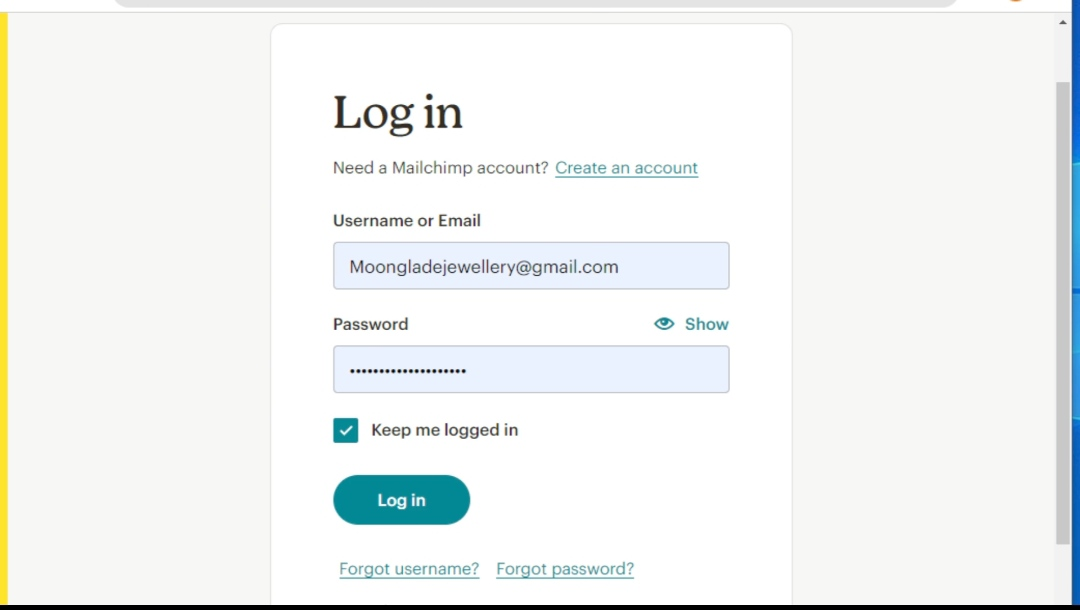 Log in
Need a Mailchimp account? Create an account
Username or Email
Moongladejewellery@gmail.com
Password Show
••••••••••••••••••••
Keep me logged in
Log in
Forgot username? Forgot password?